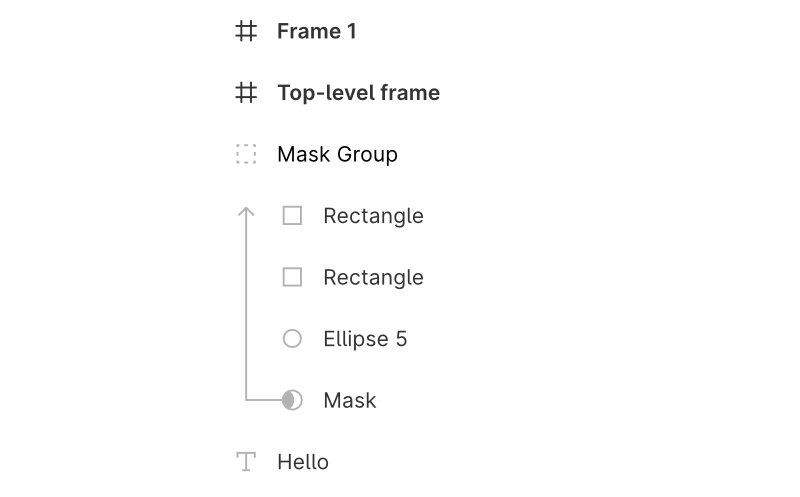 Frame 1
Top-level frame
Mask Group
Rectangle
Rectangle
Ellipse 5
Mask
Hello